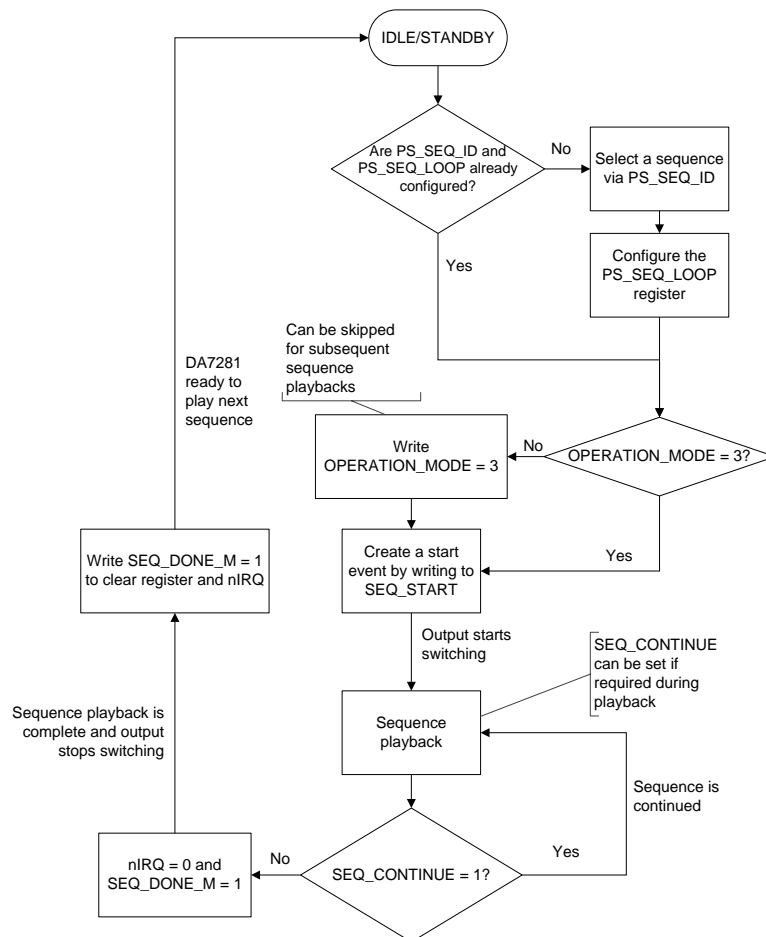 IDLE/STANDBY
Are PS_SEQ_ID and
PS_SEQ_LOOP already
configured?
No
Select a sequence
via PS_SEQ_ID
Yes
Configure the
PS_SEQ_LOOP
register
Can be skipped
for subsequent
sequence
playbacks
DA7281
ready to
play next
sequence
Write
OPERATION_MODE = 3
No
OPERATION_MODE = 3?
Write SEQ_DONE_M = 1
to clear register and nIRQ
Create a start
event by writing to
SEQ_START
Yes
Output starts
switching
SEQ_CONTINUE
can be set if
required during
playback
Sequence playback is
complete and output
stops switching
Sequence
playback
Sequence is
continued
nIRQ = 0 and
SEQ_DONE_M = 1
No
SEQ_CONTINUE = 1?
Yes